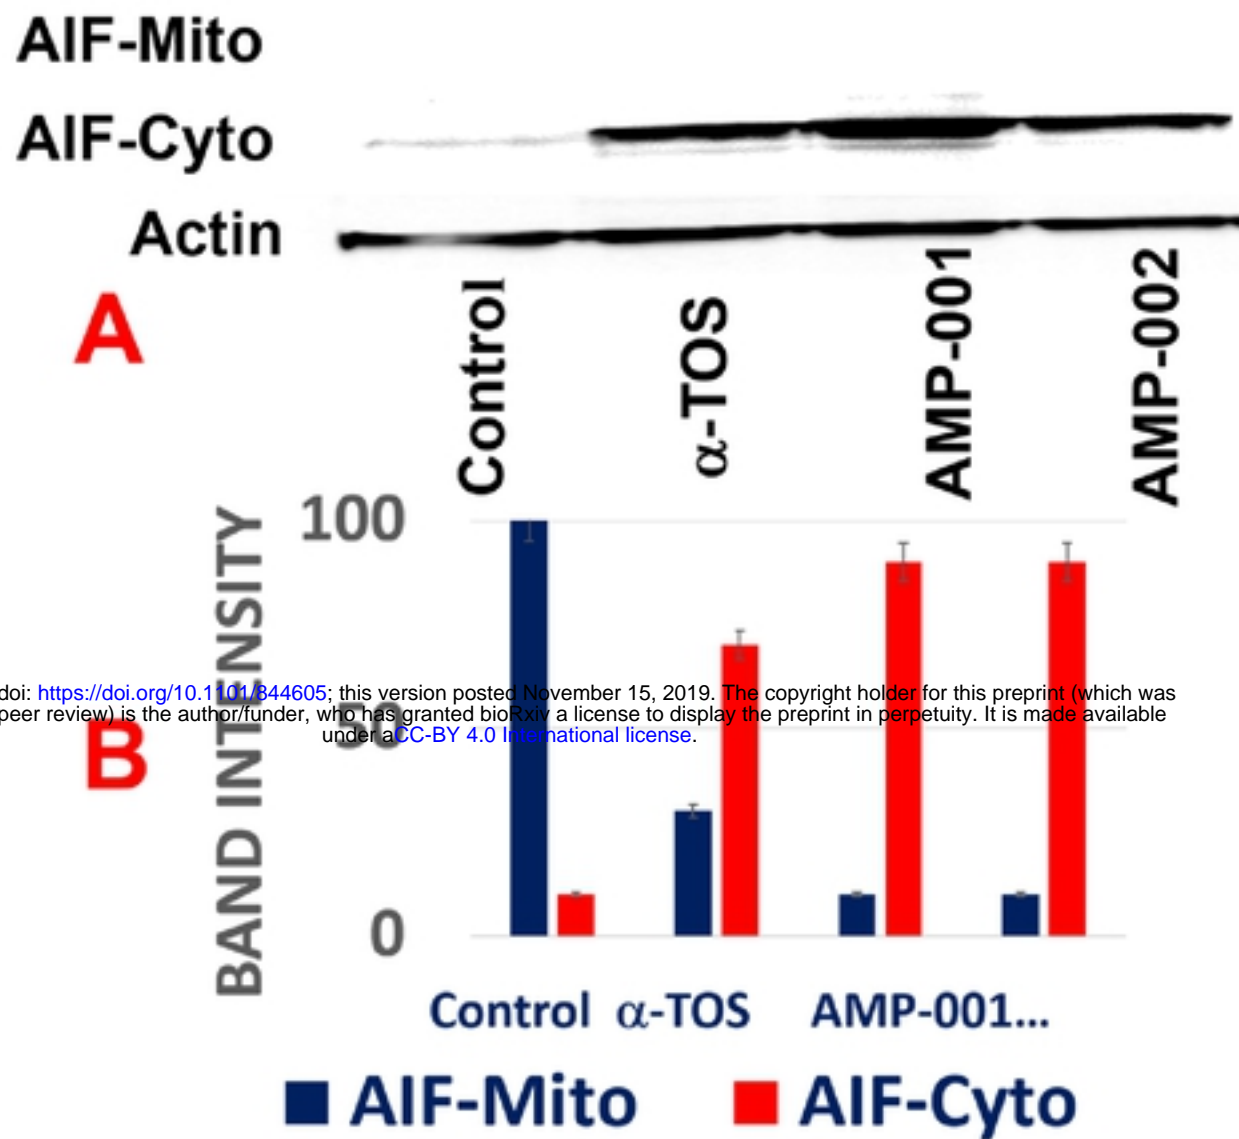 AIF-Mito
AIF-Cyto
Actin
A
Control
α-TOS
AMP-001
AMP-002
BAND INTENSITY
100
50
0
doi: https://doi.org/10.1101/844605; this version posted November 15, 2019. The copyright holder for this preprint (which was
peer review) is the author/funder, who has granted bioRxiv a license to display the preprint in perpetuity. It is made available
under aCC-BY 4.0 International license.
B
Control α-TOS AMP-001...
AIF-Mito AIF-Cyto